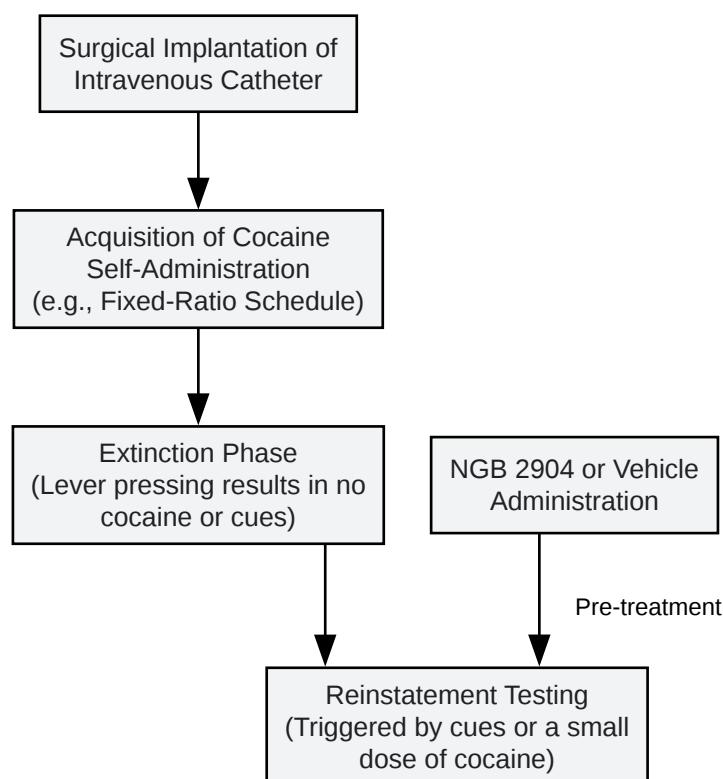 Surgical Implantation of
Intravenous Catheter
Acquisition of Cocaine
Self-Administration
(e.g., Fixed-Ratio Schedule)
Extinction Phase
(Lever pressing results in no
cocaine or cues)
NGB 2904 or Vehicle
Administration
Pre-treatment
Reinstatement Testing
(Triggered by cues or a small
dose of cocaine)